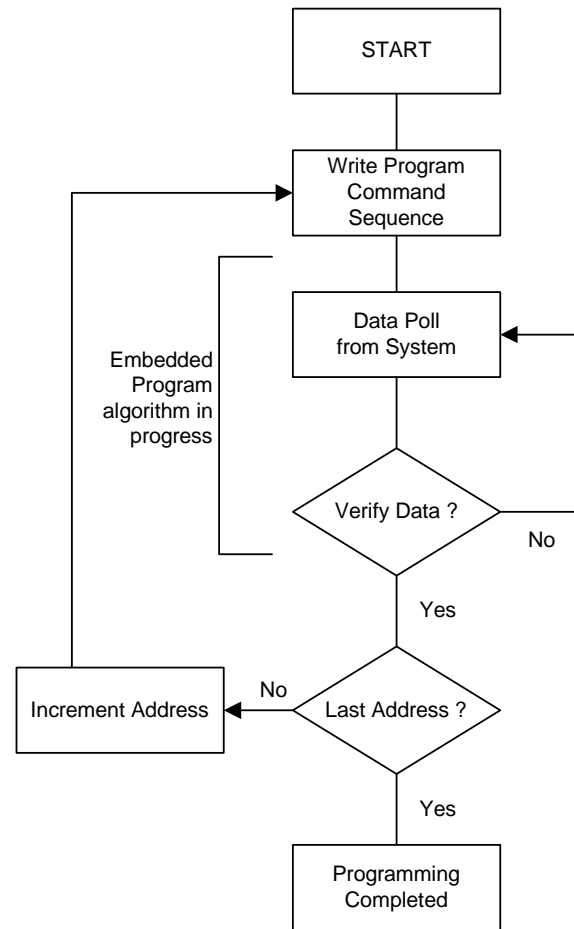 START
Write Program
Command
Sequence
Data Poll
from System
Embedded
Program
algorithm in
progress
Verify Data ?
No
Yes
No
Increment Address
Last Address ?
Yes
Programming
Completed